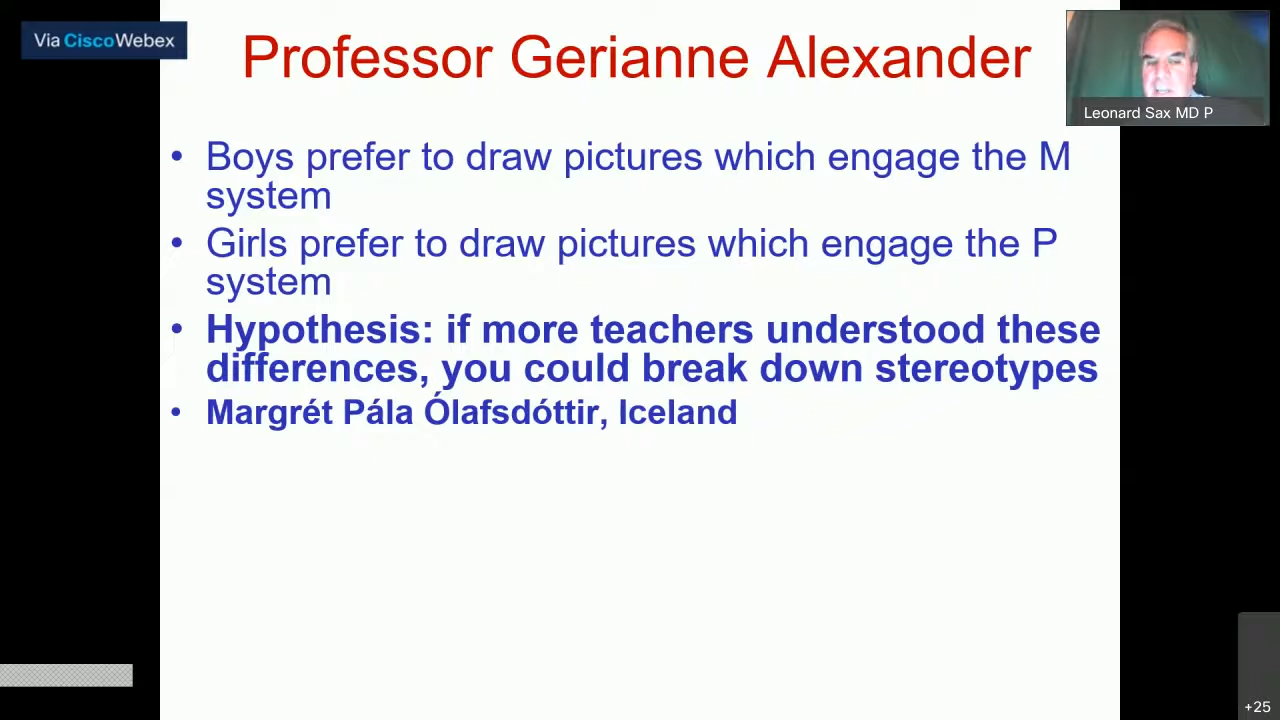 Via CiscoWebex
Professor Gerianne Alexander
Leonard Sax MD P
• Boys prefer to draw pictures which engage the M
system
• Girls prefer to draw pictures which engage the P
system
• Hypothesis: if more teachers understood these
differences, you could break down stereotypes
• Margrét Pála Ólafsdóttir, Iceland
+25